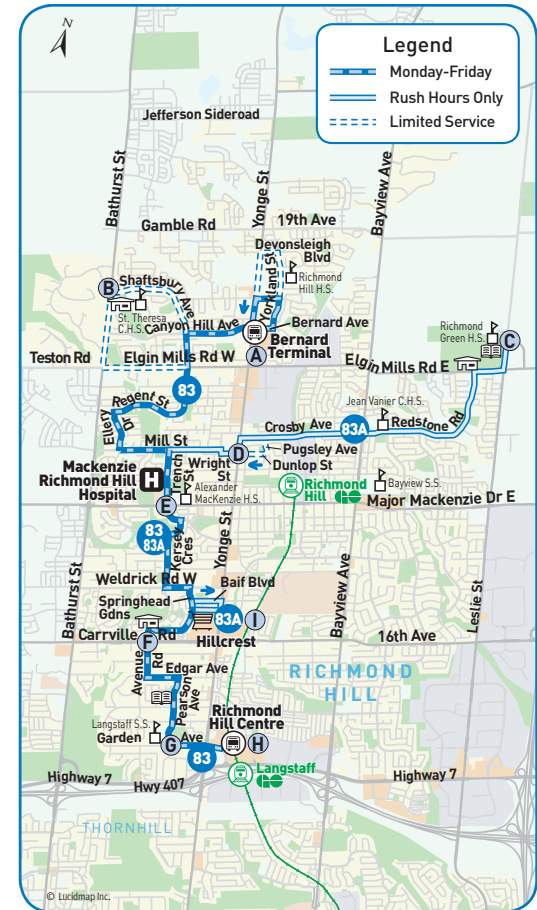 N
Legend
Monday-Friday
Rush Hours Only
Limited Service
Jefferson Sideroad
Bathurst St
Yonge St
Bayview Ave
Gamble Rd
19th Ave
Devonsleigh
Blvd
Yorkland St
Richmond
Hill H.S.
B
Shaftsbury Ave
St. Theresa
C.H.S.
Canyon Hill Ave
Bernard Ave
Bernard
Terminal
A
Richmond
Green H.S.
C
Teston Rd
Elgin Mills Rd W
Elgin Mills Rd E
83
Regent St
Ellery
Dr
Jean Vanier C.H.S.
Crosby Ave
83A
Redstone Rd
Mill St
D
Pugsley Ave
Dunlop St
Wright
St
Trench
St
Mackenzie
Richmond Hill
Hospital
H
Alexander
MacKenzie H.S.
Richmond
Hill
GO
Bayview S.S.
Major Mackenzie Dr E
E
83
83A
Kersey
Cres
Yonge St
Weldrick Rd W
Baif Blvd
Springhead
Gdns
83A
I
Hillcrest
Bathurst St
Bayview Ave
Leslie St
Carrville Rd
F
16th Ave
Avenue
Rd
Edgar Ave
Pearson
Ave
RICHMOND
HILL
Richmond
Hill Centre
H
Langstaff S.S.
Garden Ave
G
83
Langstaff
GO
Highway 7
Hwy 407
Highway 7
THORNHILL
© Lucidmap Inc.